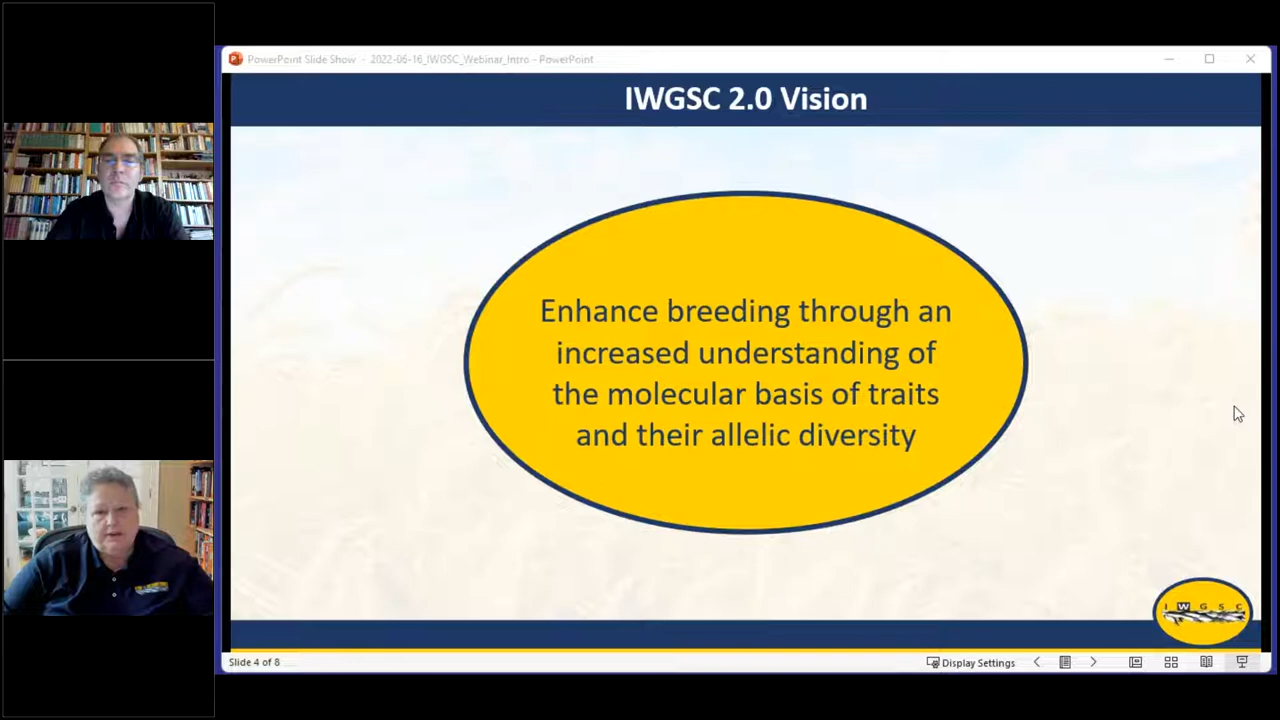 PowerPoint Slide Show - 2022-06-16_IWGSC_Webinar_Intro - PowerPoint
IWGSC 2.0 Vision
Enhance breeding through an
increased understanding of
the molecular basis of traits
and their allelic diversity
I W G S C
Slide 4 of 8
Display Settings